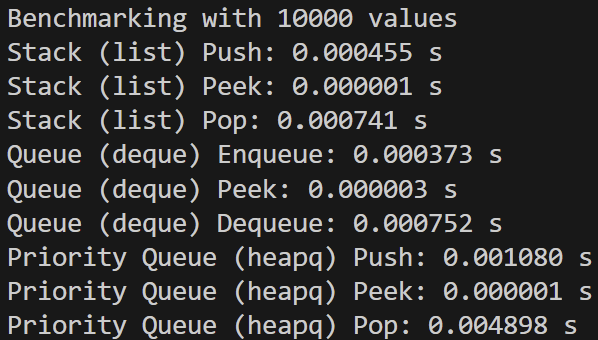 Benchmarking with 10000 values
Stack (list) Push: 0.000455 s
Stack (list) Peek: 0.000001 s
Stack (list) Pop: 0.000741 s
Queue (deque) Enqueue: 0.000373 s
Queue (deque) Peek: 0.000003 s
Queue (deque) Dequeue: 0.000752 s
Priority Queue (heapq) Push: 0.001080 s
Priority Queue (heapq) Peek: 0.000001 s
Priority Queue (heapq) Pop: 0.004898 s